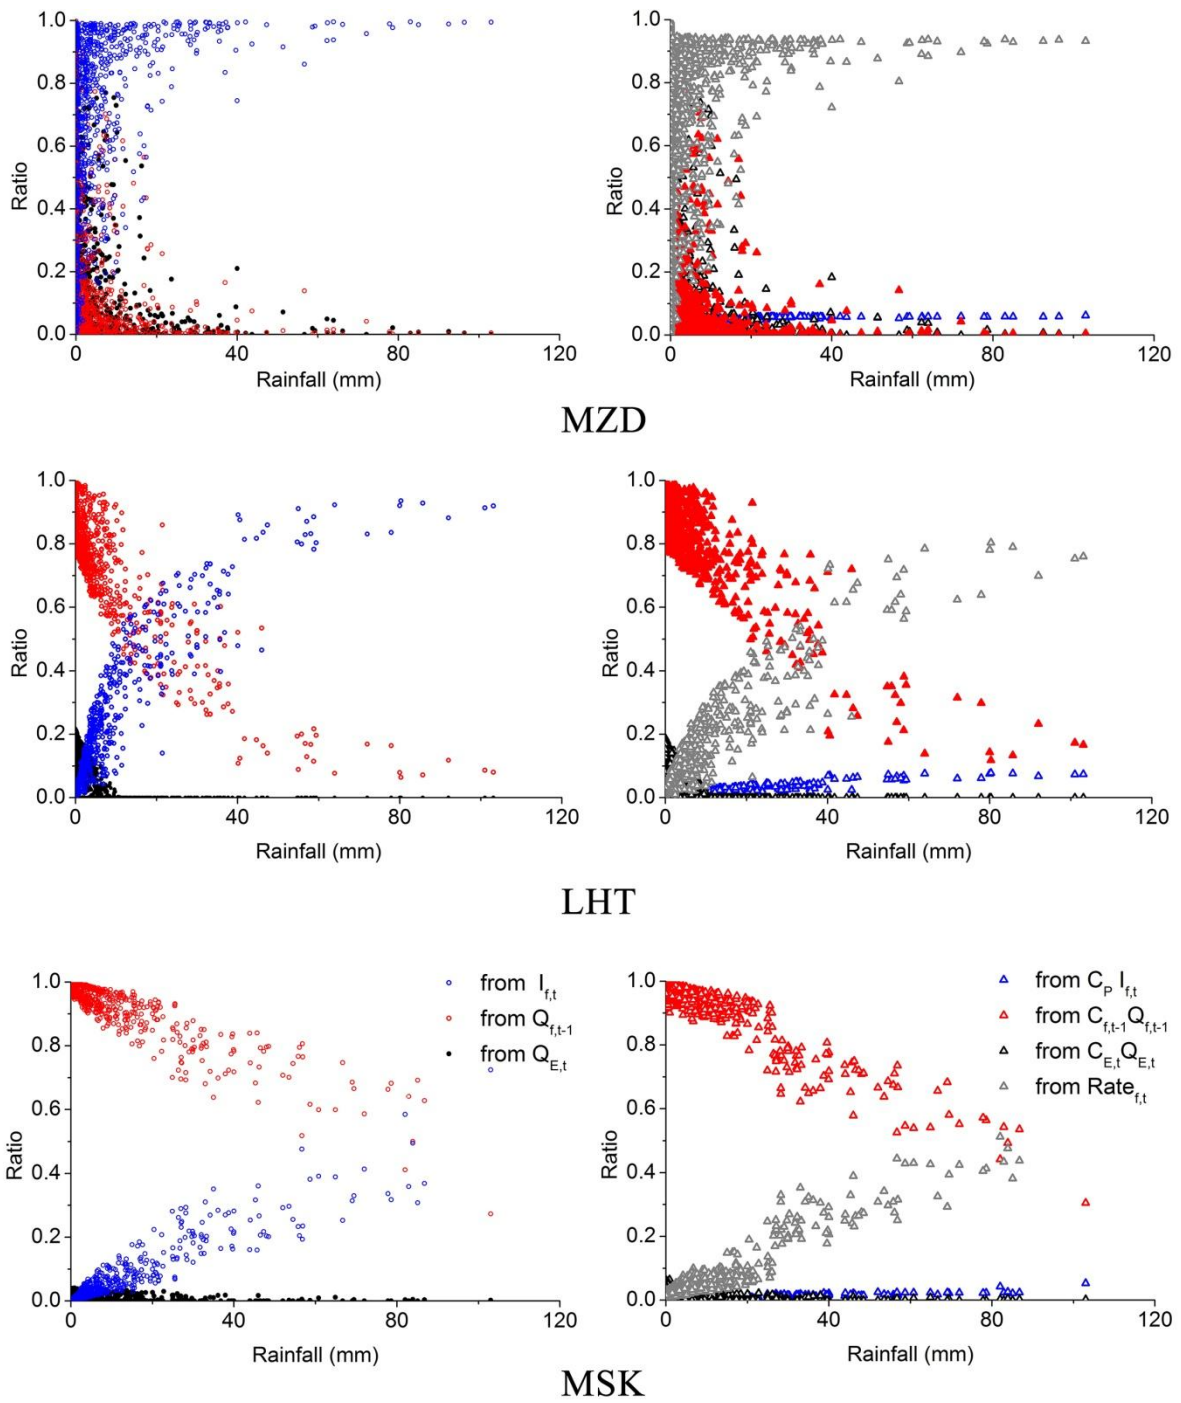 1.0 1.0
0.8 0.8
0.6 0.6
Ratio Ratio
0.4 0.4
0.2 0.2
0.0 0.0
0 40 80 120 0 40 80 120
Rainfall (mm) Rainfall (mm)
MZD
1.0 1.0
0.8 0.8
0.6 0.6
Ratio Ratio
0.4 0.4
0.2 0.2
0.0 0.0
0 40 80 120 0 40 80 120
Rainfall (mm) Rainfall (mm)
LHT
1.0 1.0
from I_{f,t} from C_P I_{f,t}
from Q_{f,t-1} from C_{f,t-1}Q_{f,t-1}
0.8 0.8
from Q_{E,t} from C_{E,t}Q_{E,t}
from Rate_{f,t}
0.6 0.6
Ratio Ratio
0.4 0.4
0.2 0.2
0.0 0.0
0 40 80 120 0 40 80 120
Rainfall (mm) Rainfall (mm)
MSK